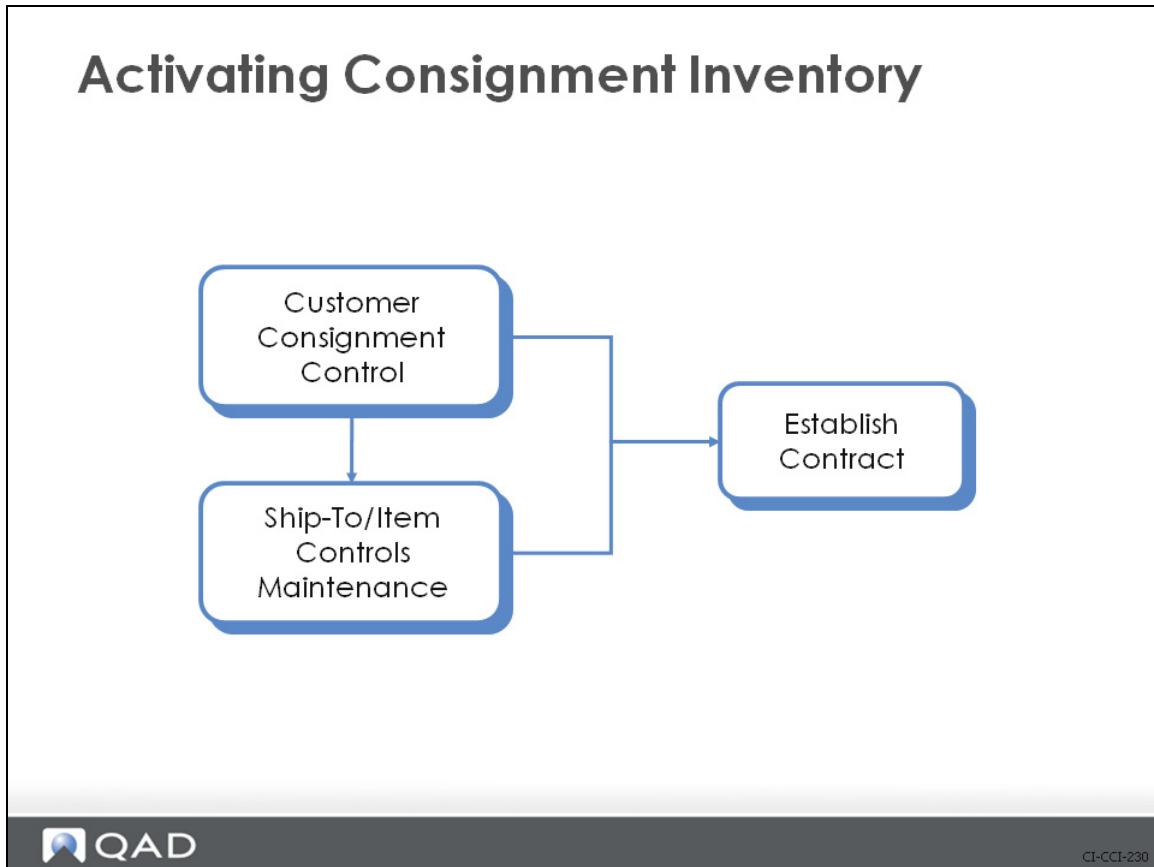 Activating Consignment Inventory
Customer
Consignment
Control
Ship-To/Item
Controls
Maintenance
Establish
Contract
QAD
CI-CCI-230